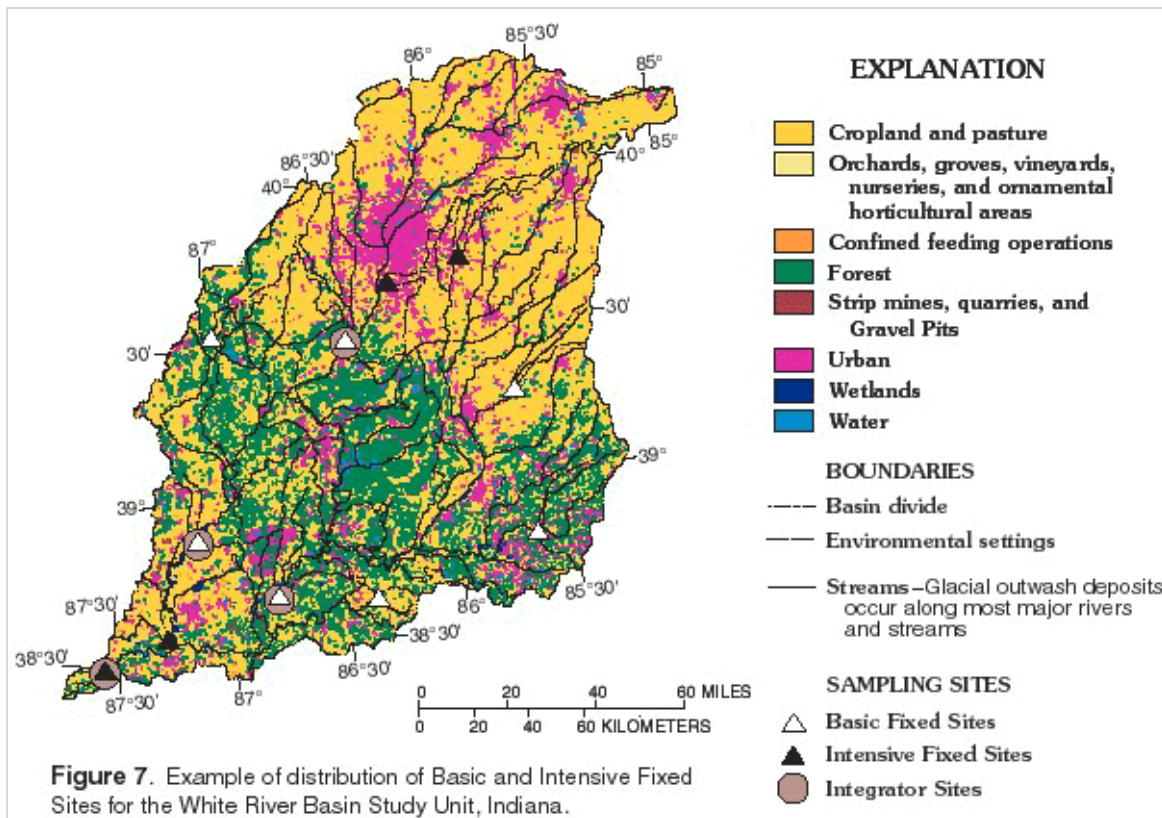 85°30'
86°
85°
86°30'
40°
85°
40°
87°
30'
30'
39°
39°
87°30'
86°
85°30'
38°30'
38°30'
86°30'
87°30'
87°
0 20 40 60 MILES
0 20 40 60 KILOMETERS
Figure 7. Example of distribution of Basic and Intensive Fixed
Sites for the White River Basin Study Unit, Indiana.
EXPLANATION
Cropland and pasture
Orchards, groves, vineyards,
nurseries, and ornamental
horticultural areas
Confined feeding operations
Forest
Strip mines, quarries, and
Gravel Pits
Urban
Wetlands
Water
BOUNDARIES
Basin divide
Environmental settings
Streams–Glacial outwash deposits
occur along most major rivers
and streams
SAMPLING SITES
Basic Fixed Sites
Intensive Fixed Sites
Integrator Sites